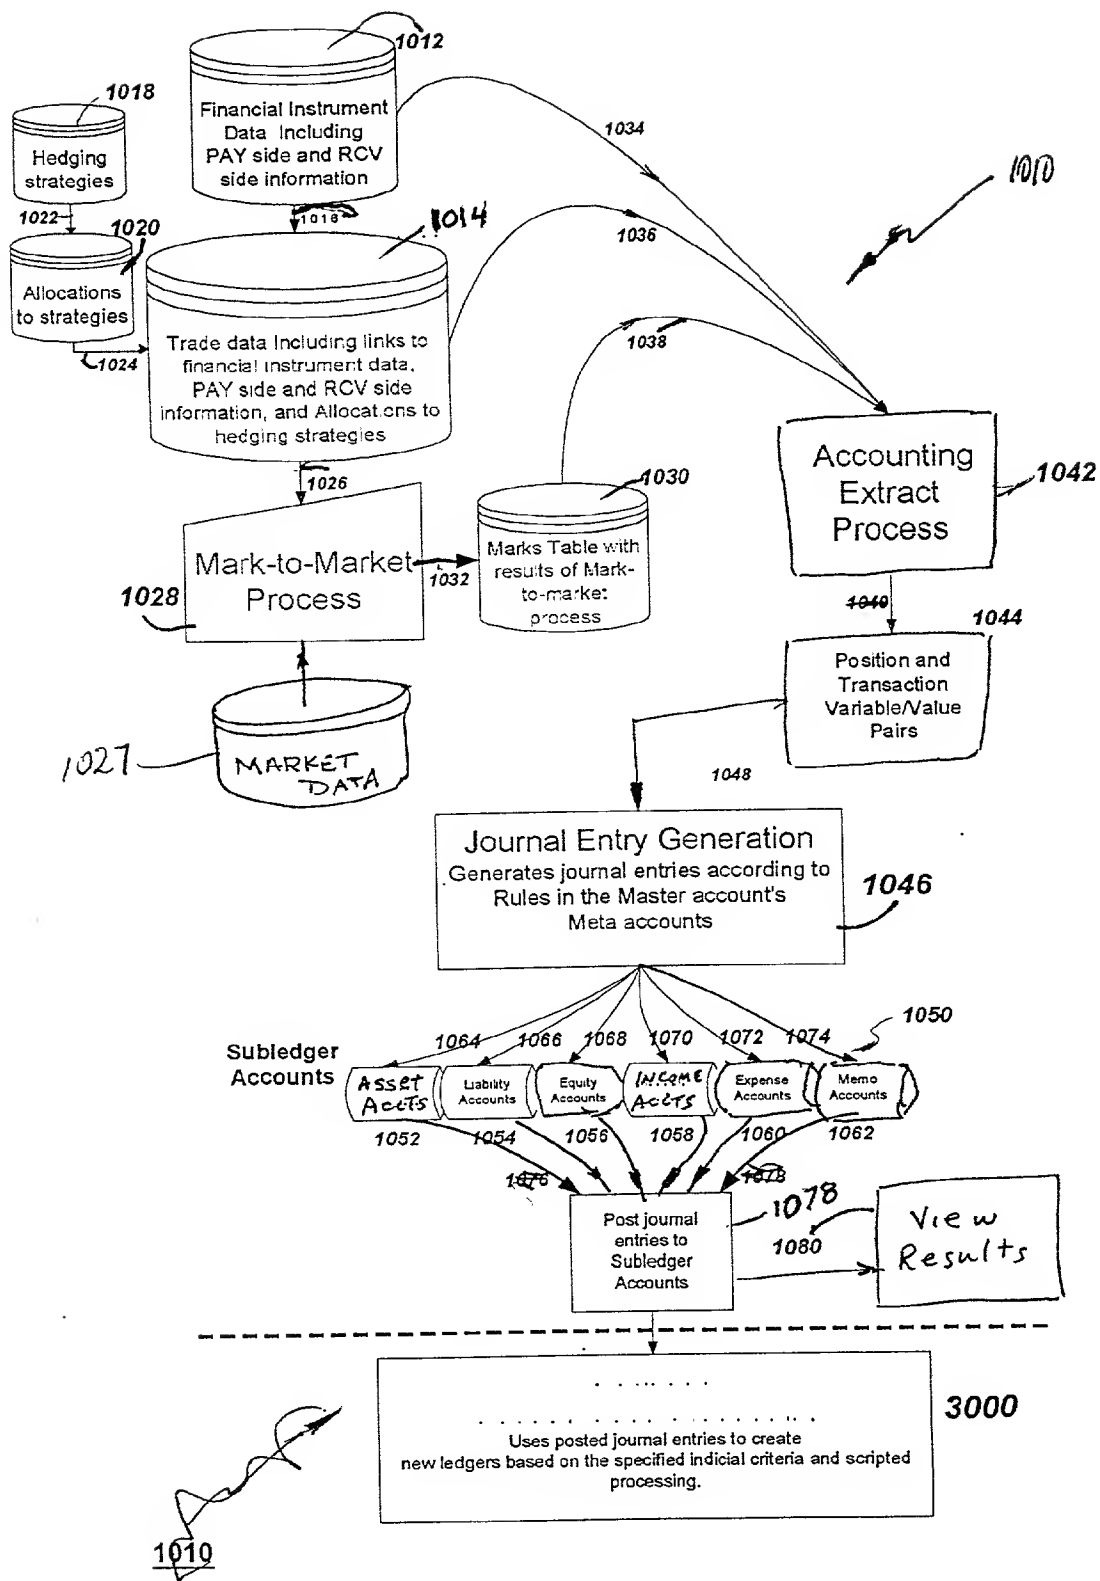 1012
1018
Financial Instrument
Data Including
PAY side and RCV
side information
1034
Hedging
strategies
1010
1022
1016
1014
1020
1036
Allocations
to strategies
1038
1024
Trade data Including links to
financial instrument data,
PAY side and RCV side
information, and Allocations to
hedging strategies
Accounting
Extract
Process
1042
1030
1026
Marks Table with
results of Mark-
to-market
process
Mark-to-Market
Process
1032
1028
1040
1044
Position and
Transaction
Variable/Value
Pairs
1027
MARKET
DATA
1048
Journal Entry Generation
Generates journal entries according to
Rules in the Master account's
Meta accounts
1046
1050
1064
1066
1068
1070
1072
1074
Subledger
Accounts
ASSET
ACCTS
Liability
Accounts
Equity
Accounts
INCOME
ACCTS
Expense
Accounts
Memo
Accounts
1052
1054
1056
1058
1060
1062
1076
1078
1078
Post journal
entries to
Subledger
Accounts
1080
View
Results
3000
Uses posted journal entries to create
new ledgers based on the specified indicial criteria and scripted
processing.
1010